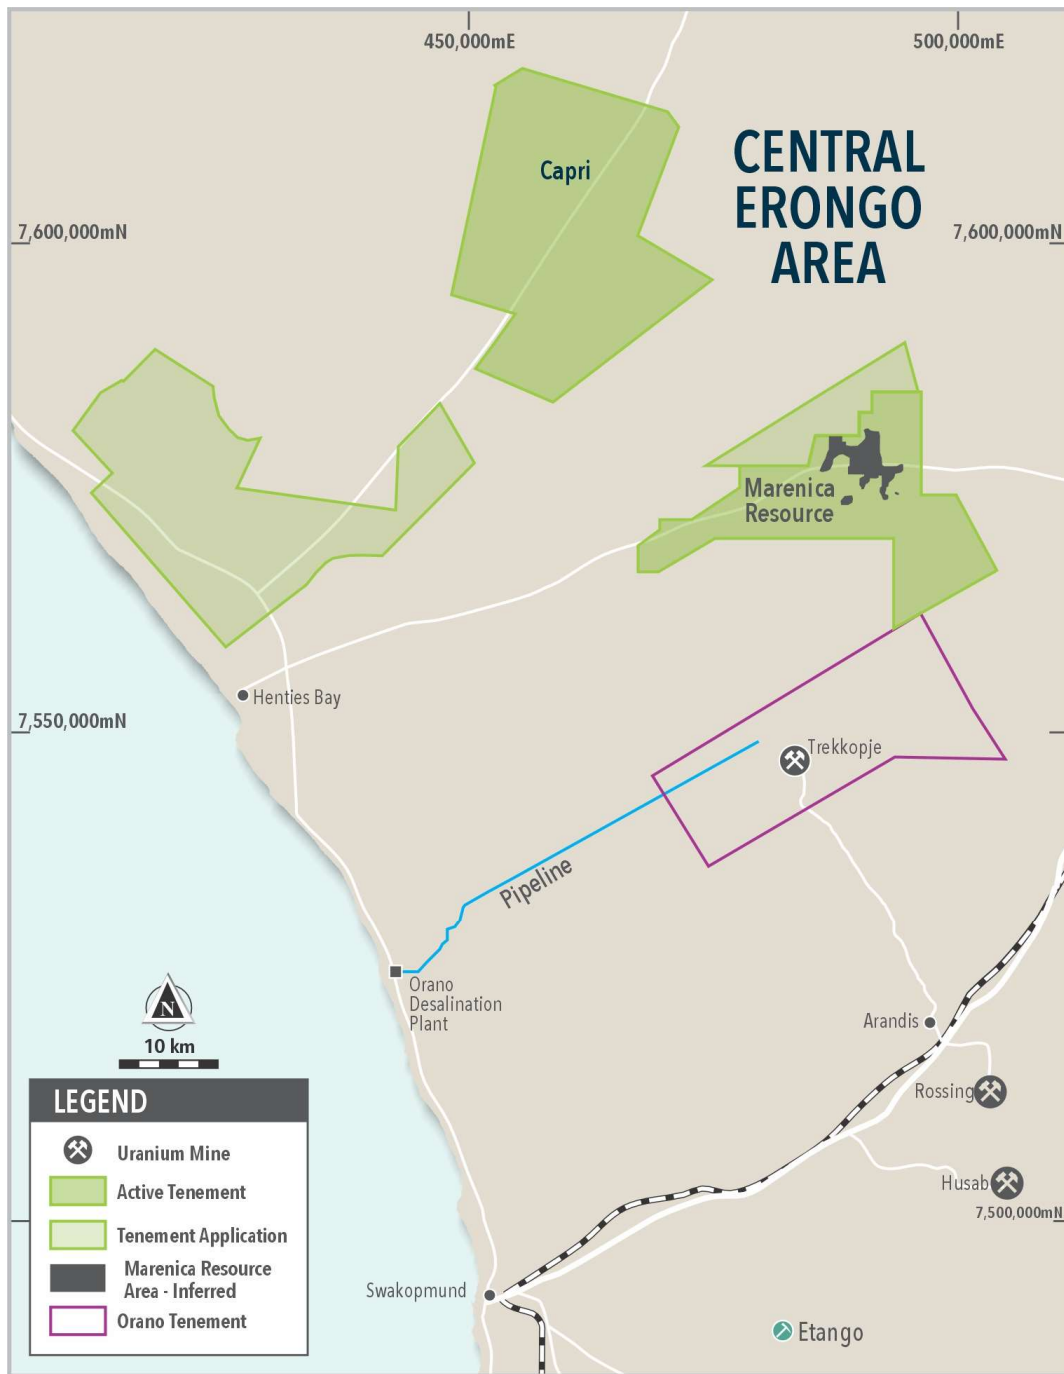 450,000mE
500,000mE
CENTRAL
ERONGO
AREA
Capri
7,600,000mN
7,600,000mN
Marenica
Resource
Henties Bay
7,550,000mN
Trekkopje
Pipeline
Orano
Desalination
Plant
N
10 km
Arandis
Rossing
Husab
7,500,000mN
Swakopmund
Etango
LEGEND
Uranium Mine
Active Tenement
Tenement Application
Marenica Resource
Area - Inferred
Orano Tenement